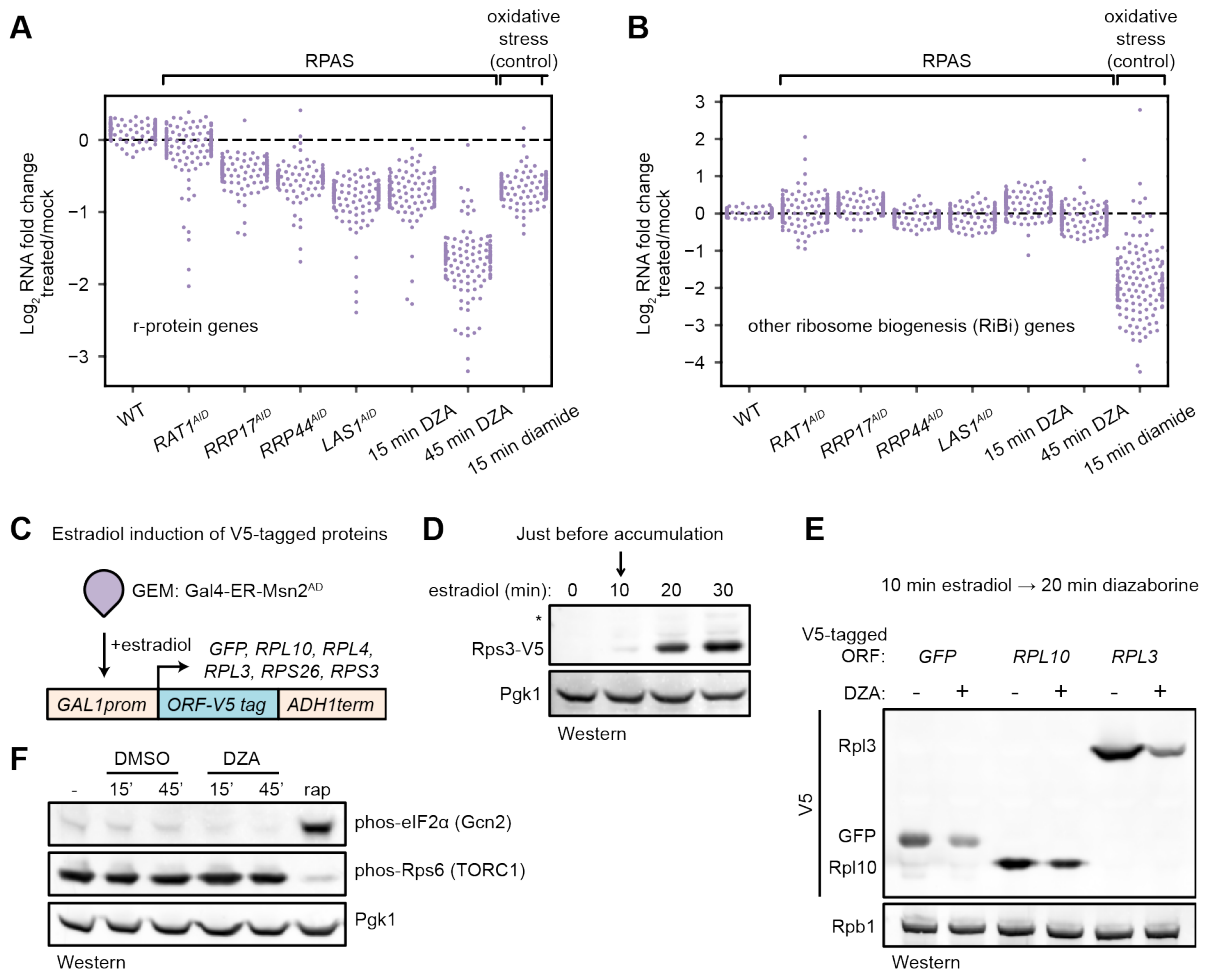 A
oxidative
stress
(control)
RPAS
Log2 RNA fold change
treated/mock
0
−1
−2
−3
r-protein genes
WT
RAT1AID
RRP17AID
RRP44AID
LAS1AID
15 min DZA
45 min DZA
15 min diamide
B
oxidative
stress
(control)
RPAS
Log2 RNA fold change
treated/mock
3
2
1
0
−1
−2
−3
−4
other ribosome biogenesis (RiBi) genes
WT
RAT1AID
RRP17AID
RRP44AID
LAS1AID
15 min DZA
45 min DZA
15 min diamide
C
Estradiol induction of V5-tagged proteins
GEM: Gal4-ER-Msn2AD
+estradiol
GFP, RPL10, RPL4,
RPL3, RPS26, RPS3
GAL1prom
ORF-V5 tag
ADH1term
D
Just before accumulation
estradiol (min): 0 10 20 30
*
Rps3-V5
Pgk1
Western
E
10 min estradiol → 20 min diazaborine
V5-tagged
ORF: GFP RPL10 RPL3
DZA: - + - + - +
V5
Rpl3
GFP
Rpl10
Rpb1
Western
F
DMSO DZA
- 15’ 45’ 15’ 45’ rap
phos-eIF2α (Gcn2)
phos-Rps6 (TORC1)
Pgk1
Western